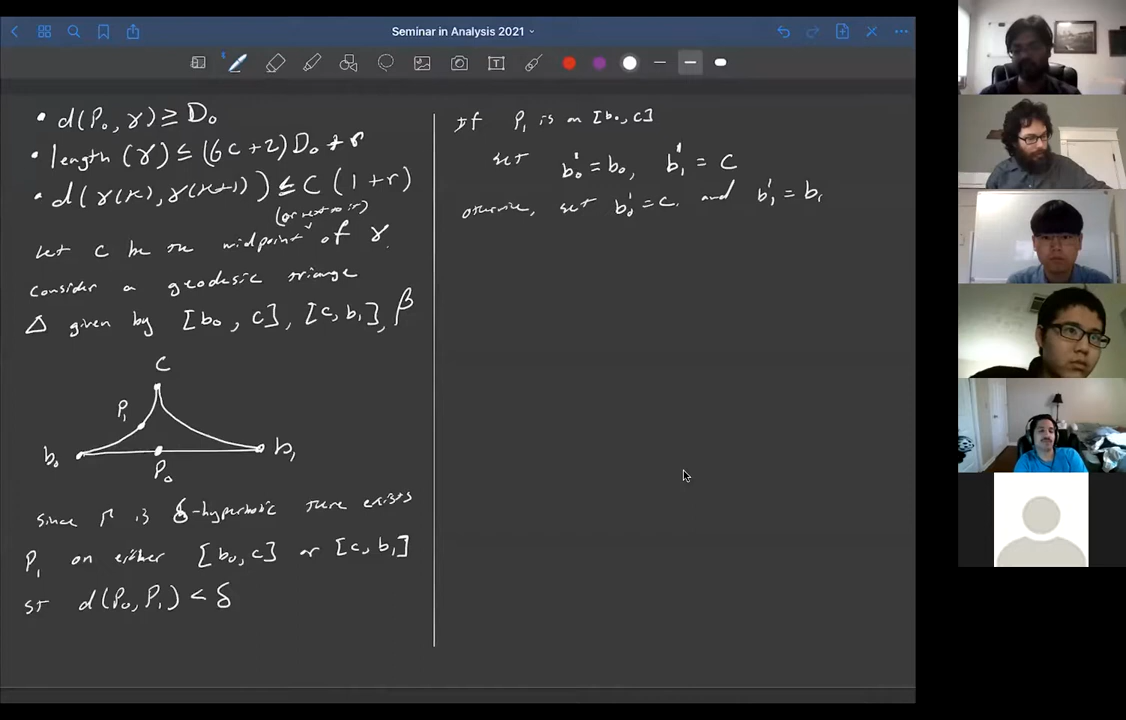 Seminar in Analysis 2021
• d(P₀, γ) ≥ D₀
• length(γ) ≤ (6C+2)D₀ + r
• d(γ(k), γ(k+1)) ≤ C(1+r)
(or next to it)
Let c be the midpoint of γ.
Consider a geodesic triangle
Δ given by [b₀, c], [c, b₁], β
C
P₁
b₀
b₁
P₀
Since Γ is δ-hyperbolic there exists
P₁ on either [b₀, c] or [c, b₁]
st d(P₀, P₁) < δ
If P₁ is on [b₀, c]
set b₀' = b₀, b₁' = c
otherwise, set b₀' = c. and b₁' = b₁